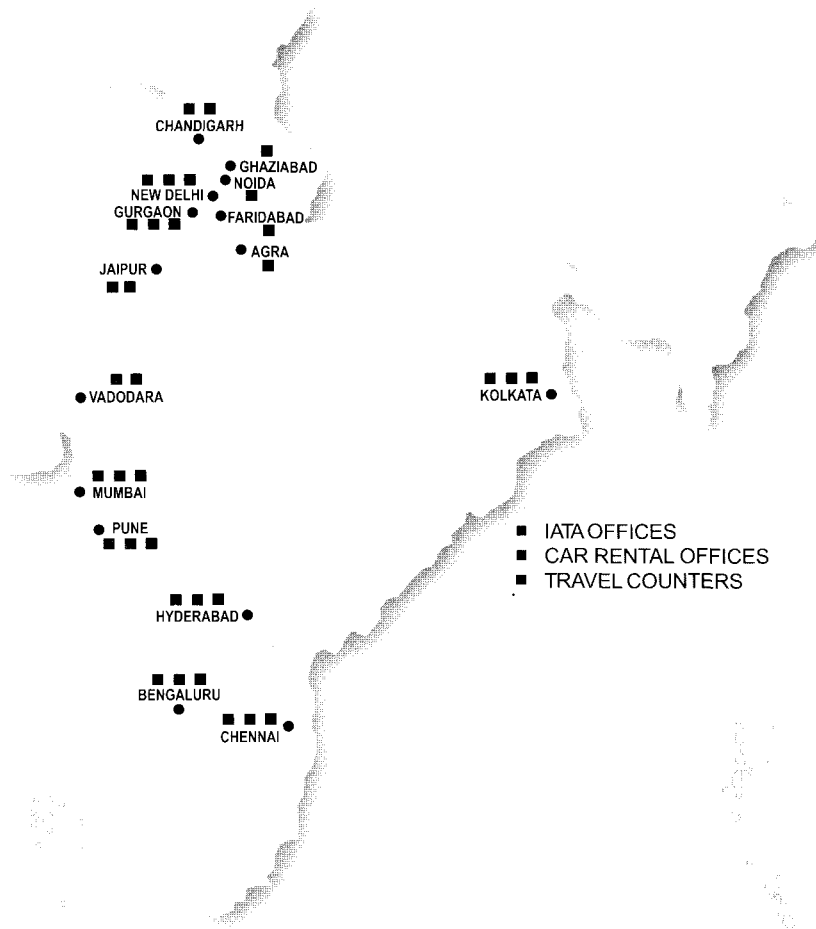 CHANDIGARH
GHAZIABAD
NOIDA
NEW DELHI
GURGAON
FARIDABAD
AGRA
JAIPUR
VADODARA
KOLKATA
MUMBAI
PUNE
IATA OFFICES
CAR RENTAL OFFICES
TRAVEL COUNTERS
HYDERABAD
BENGALURU
CHENNAI